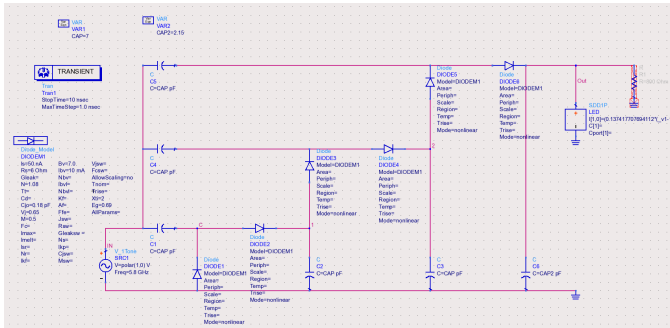 VAR
VAR1
CAP=7
VAR
VAR2
CAP2=2.15
TRANSIENT
Tran
Tran1
StopTime=10 nsec
MaxTimeStep=1.0 nsec
Diode_Model
DIODEM1
Is=50 nA
Rs=6 Ohm
Gleak=
N=1.08
Tt=
Cd=
Cjo=0.18 pF
Vj=0.65
M=0.5
Fc=
Imax=
Imelt=
Isr=
Nr=
Ikf=
Bv=7.0
Ibv=10 mA
Nbv=
Ibvl=
Nbvl=
Kf=
Af=
Ffe=
Jsw=
Rsw=
Gleaksw=
Ns=
Ikp=
Cjsw=
Msw=
Vjsw=
Fcsw=
AllowScaling=no
Tnom=
Trise=
Xti=2
Eg=0.69
AllParams=
IN
V_1Tone
SRC1
V=polar(1,0) V
Freq=5.8 GHz
C
C5
C=CAP pF
C
C4
C=CAP pF
C
C1
C=CAP pF
C
Diode
DIODE1
Model=DIODEM1
Area=
Periph=
Scale=
Region=
Temp=
Trise=
Mode=nonlinear
Diode
DIODE2
Model=DIODEM1
Area=
Periph=
Scale=
Region=
Temp=
Trise=
Mode=nonlinear
1
C
C2
C=CAP pF
Diode
DIODE3
Model=DIODEM1
Area=
Periph=
Scale=
Region=
Temp=
Trise=
Mode=nonlinear
Diode
DIODE4
Model=DIODEM1
Area=
Periph=
Scale=
Region=
Temp=
Trise=
Mode=nonlinear
2
C
C3
C=CAP pF
Diode
DIODE5
Model=DIODEM1
Area=
Periph=
Scale=
Region=
Temp=
Trise=
Mode=nonlinear
Diode
DIODE6
Model=DIODEM1
Area=
Periph=
Scale=
Region=
Temp=
Trise=
Mode=nonlinear
C
C6
C=CAP2 pF
Out
SDD1P
LED
C[1]=
Cport[1]=